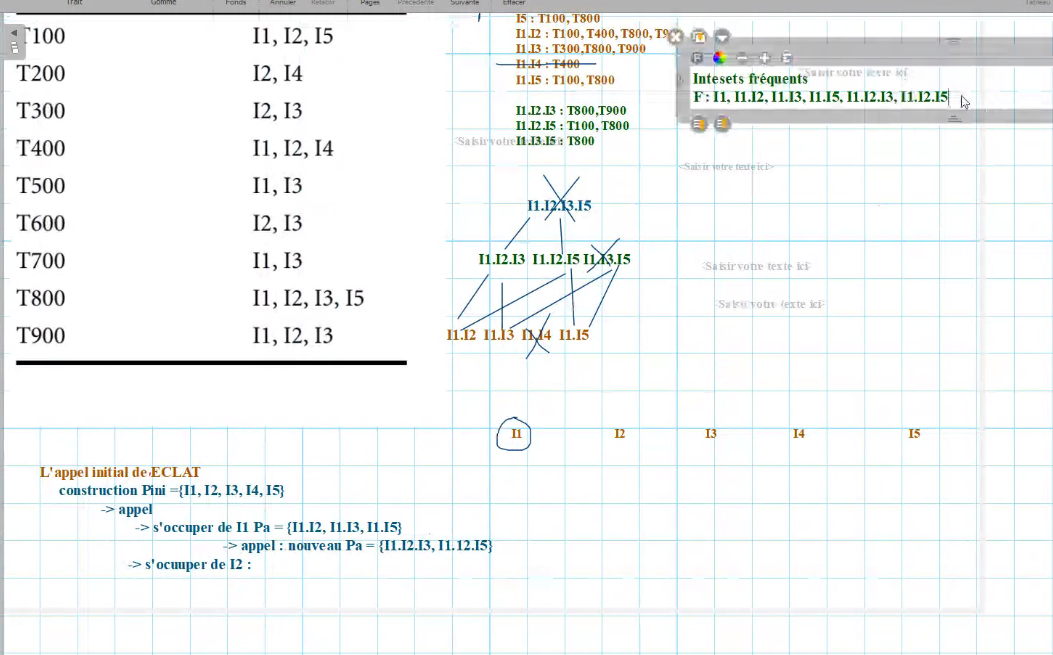 Trait Gomme Fonds Annuler Rétablir Pages Précédente Suivante Effacer Tableau
T100 I1, I2, I5
T200 I2, I4
T300 I2, I3
T400 I1, I2, I4
T500 I1, I3
T600 I2, I3
T700 I1, I3
T800 I1, I2, I3, I5
T900 I1, I2, I3
I5 : T100, T800
I1.I2 : T100, T400, T800, T9
I1.I3 : T300,T800, T900
I1.I4 : T400
I1.I5 : T100, T800
I1.I2.I3 : T800,T900
I1.I2.I5 : T100, T800
I1.I3.I5 : T800
Intesets fréquents
F : I1, I1.I2, I1.I3, I1.I5, I1.I2.I3, I1.I2.I5
<Saisir votre texte ici>
Saisir votre texte ici
I1.I2.I3.I5
I1.I2.I3 I1.I2.I5 I1.I3.I5
I1.I2 I1.I3 I1.I4 I1.I5
I1 I2 I3 I4 I5
L'appel initial de ECLAT
construction Pini ={I1, I2, I3, I4, I5}
-> appel
-> s'occuper de I1 Pa = {I1.I2, I1.I3, I1.I5}
-> appel : nouveau Pa = {I1.I2.I3, I1.12.I5}
-> s'ocuuper de I2 :